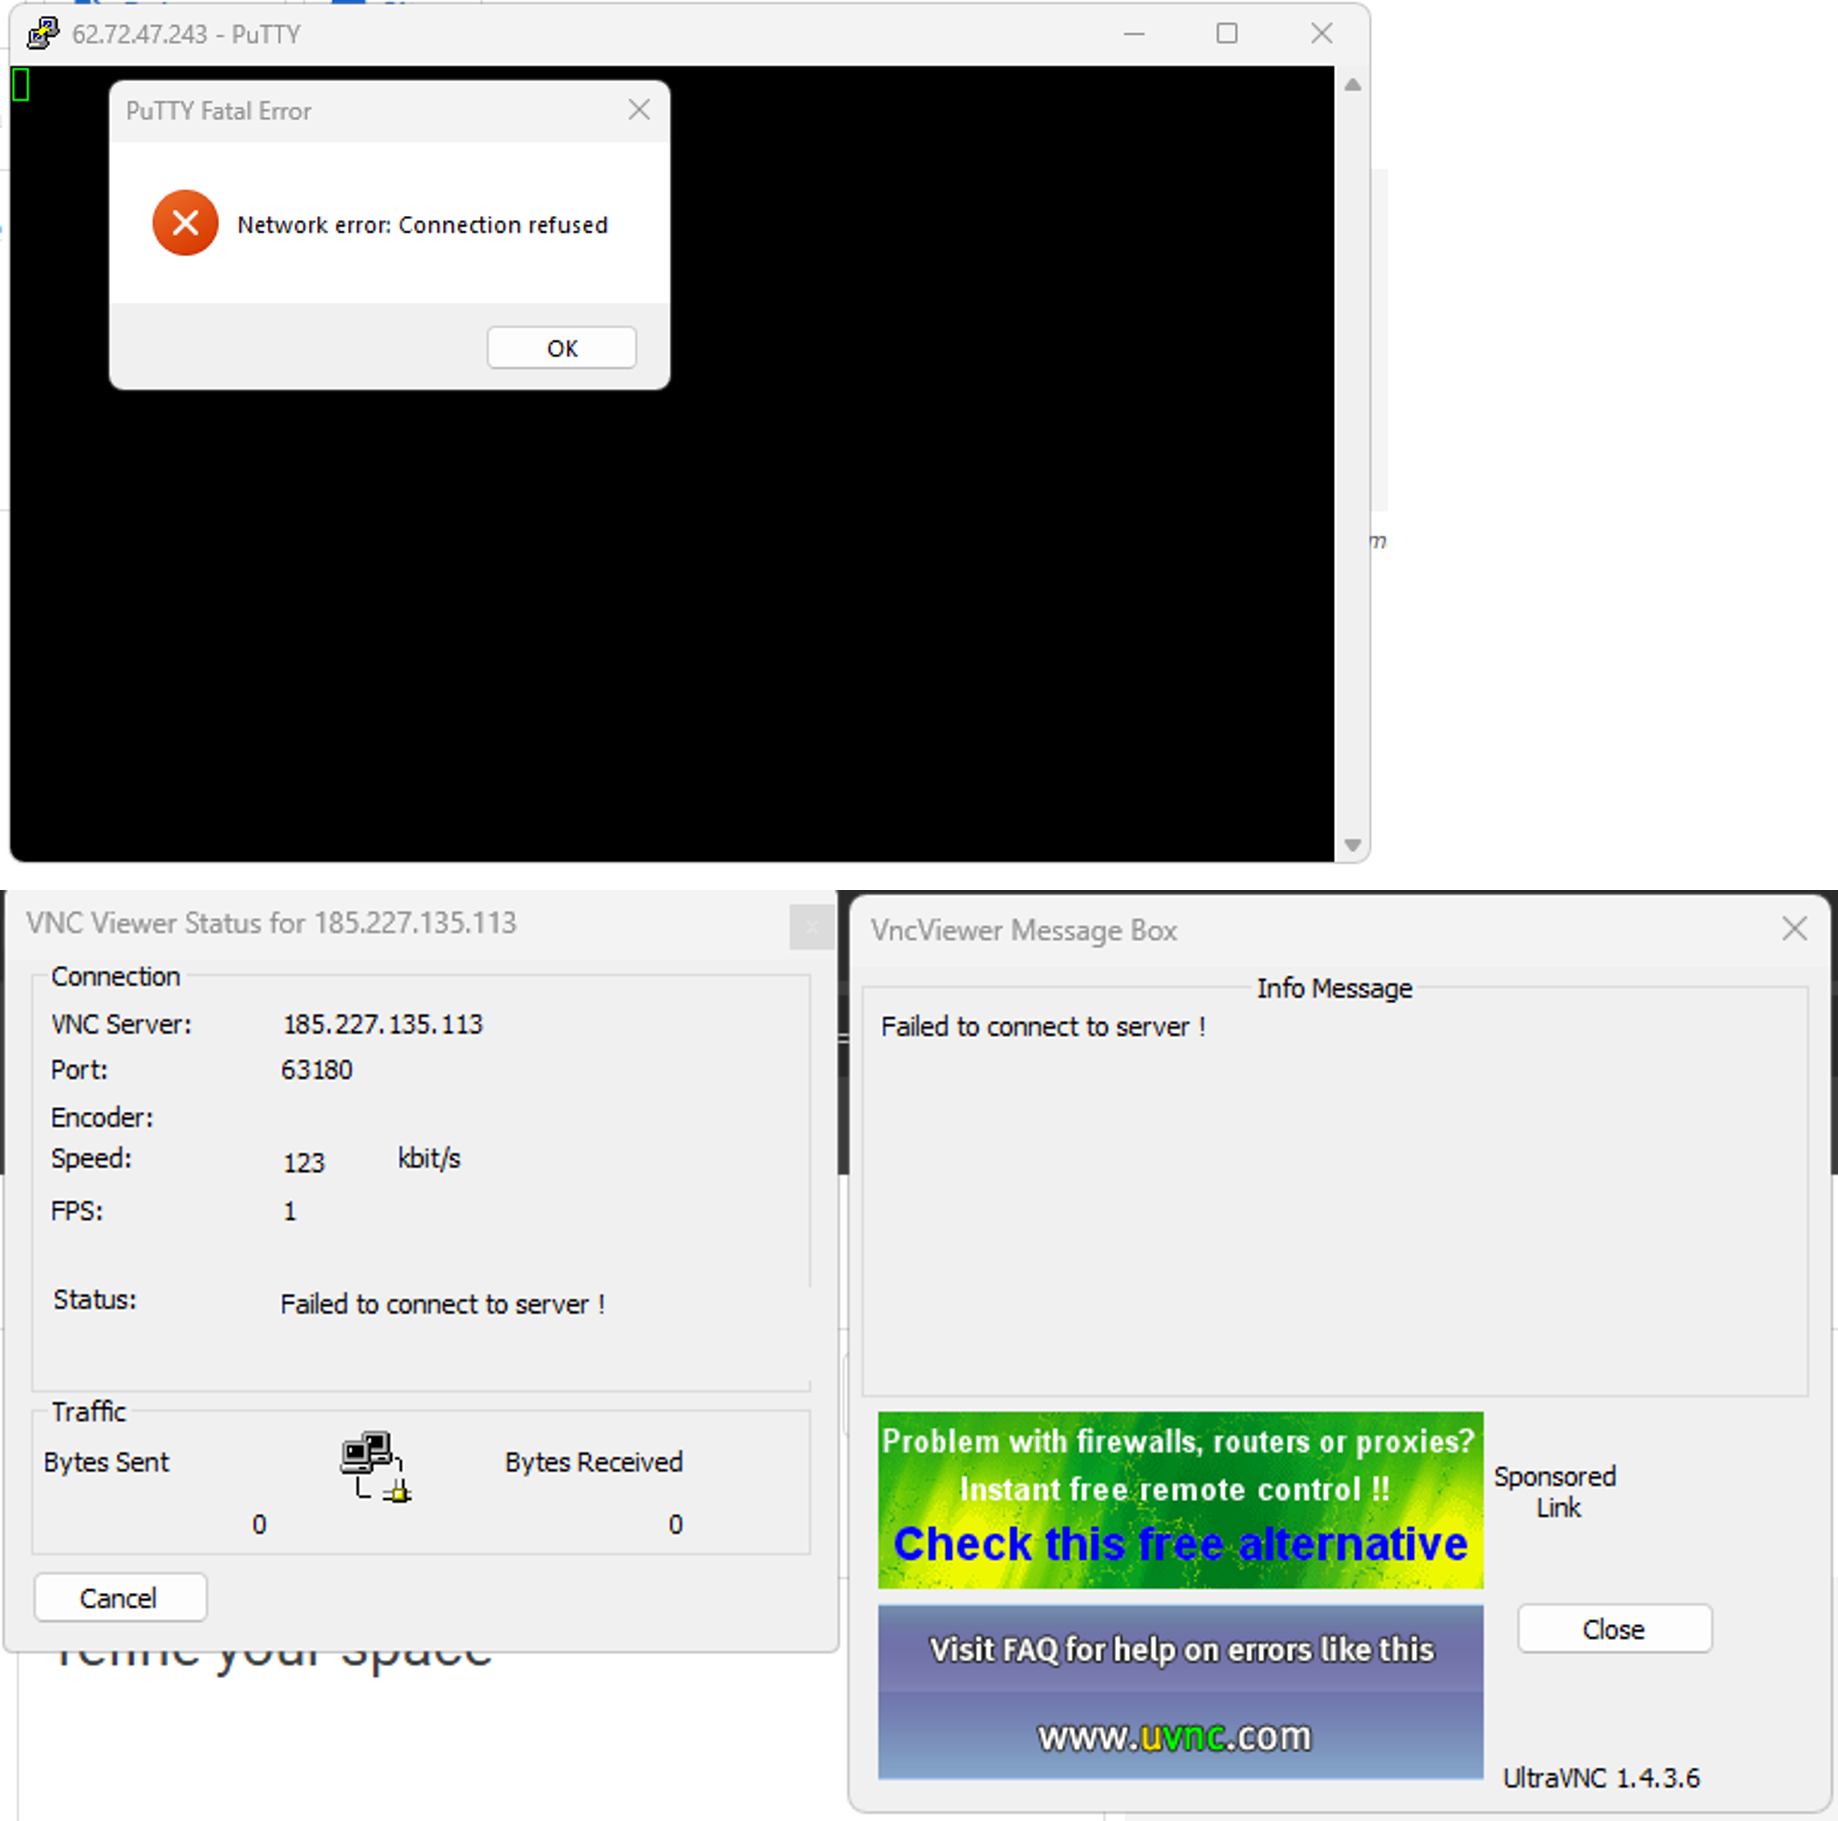 62.72.47.243 - PuTTY
PuTTY Fatal Error
Network error: Connection refused
OK
m
VNC Viewer Status for 185.227.135.113
Connection
VNC Server: 185.227.135.113
Port: 63180
Encoder:
Speed: 123 kbit/s
FPS: 1
Status: Failed to connect to server !
Traffic
Bytes Sent Bytes Received
0 0
Cancel
refine your space
VncViewer Message Box
Info Message
Failed to connect to server !
Problem with firewalls, routers or proxies?
Instant free remote control !!
Check this free alternative
Sponsored
Link
Visit FAQ for help on errors like this
www.uvnc.com
Close
UltraVNC 1.4.3.6